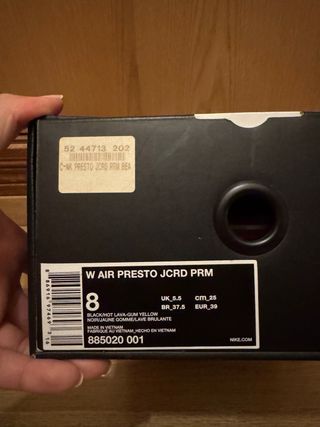 52 44713 202
C-NK PRESTO JCRD PRM BEA
W AIR PRESTO JCRD PRM
8
UK_5.5 cm_25
BR_37.5 EUR_39
BLACK/HOT LAVA-GUM YELLOW
NOIR/JAUNE GOMME/LAVE BRULANTE
MADE IN VIETNAM
FABRIQUE AU VIETNAM_HECHO EN VIETNAM
885020 001
NIKE.COM